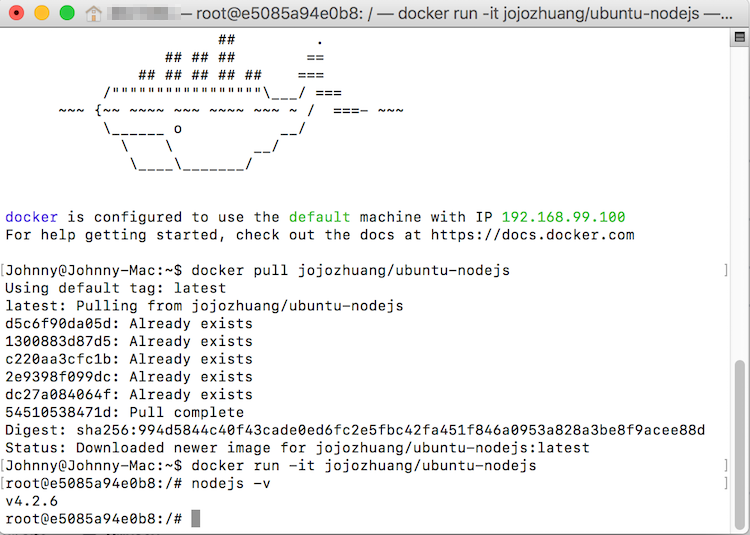 — root@e5085a94e0b8: / — docker run -it jojozhuang/ubuntu-nodejs —...
                        ##         .
                  ## ## ##        ==
               ## ## ## ## ##    ===
           /"""""""""""""""""\___/ ===
      ~~~ {~~ ~~~~ ~~~ ~~~~ ~~~ ~ /  ===- ~~~
           \______ o           __/
             \    \         __/
              \____\_______/
docker is configured to use the default machine with IP 192.168.99.100
For help getting started, check out the docs at https://docs.docker.com
[Johnny@Johnny-Mac:~$ docker pull jojozhuang/ubuntu-nodejs ]
Using default tag: latest
latest: Pulling from jojozhuang/ubuntu-nodejs
d5c6f90da05d: Already exists
1300883d87d5: Already exists
c220aa3cfc1b: Already exists
2e9398f099dc: Already exists
dc27a084064f: Already exists
54510538471d: Pull complete
Digest: sha256:994d5844c40f43cade0ed6fc2e5fbc42fa451f846a0953a828a3be8f9acee88d
Status: Downloaded newer image for jojozhuang/ubuntu-nodejs:latest
[Johnny@Johnny-Mac:~$ docker run -it jojozhuang/ubuntu-nodejs ]
[root@e5085a94e0b8:/# nodejs -v ]
v4.2.6
root@e5085a94e0b8:/#